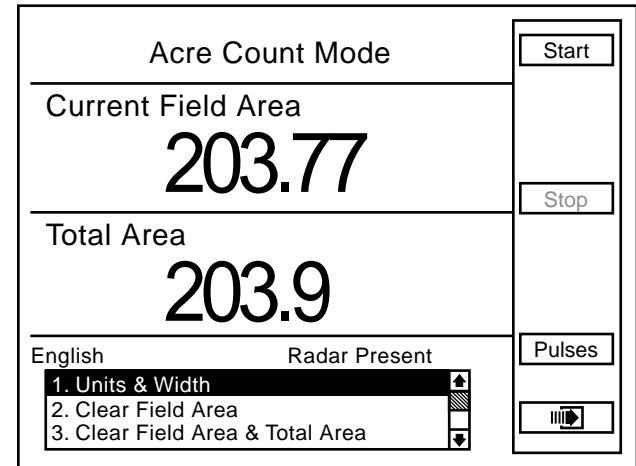 Acre Count Mode
Start
Current Field Area
203.77
Stop
Total Area
203.9
English Radar Present
Pulses
1. Units & Width
2. Clear Field Area
3. Clear Field Area & Total Area